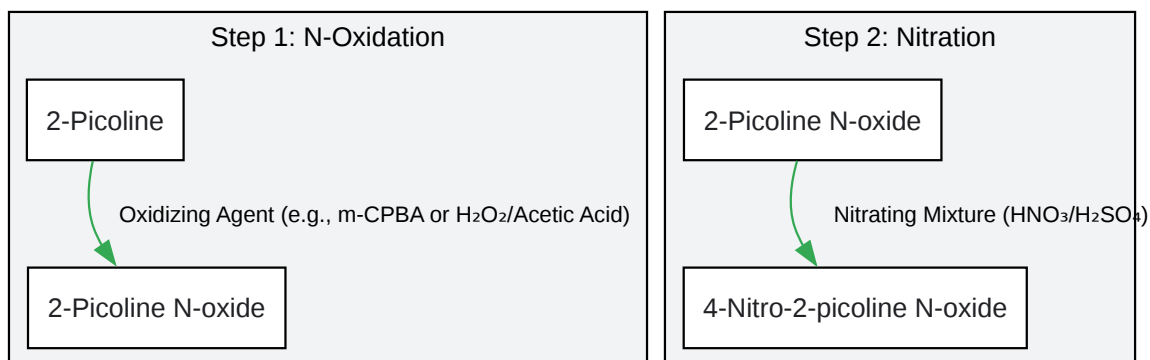 Step 1: N-Oxidation
2-Picoline
Oxidizing Agent (e.g., m-CPBA or H₂O₂/Acetic Acid)
2-Picoline N-oxide
Step 2: Nitration
2-Picoline N-oxide
Nitrating Mixture (HNO₃/H₂SO₄)
4-Nitro-2-picoline N-oxide